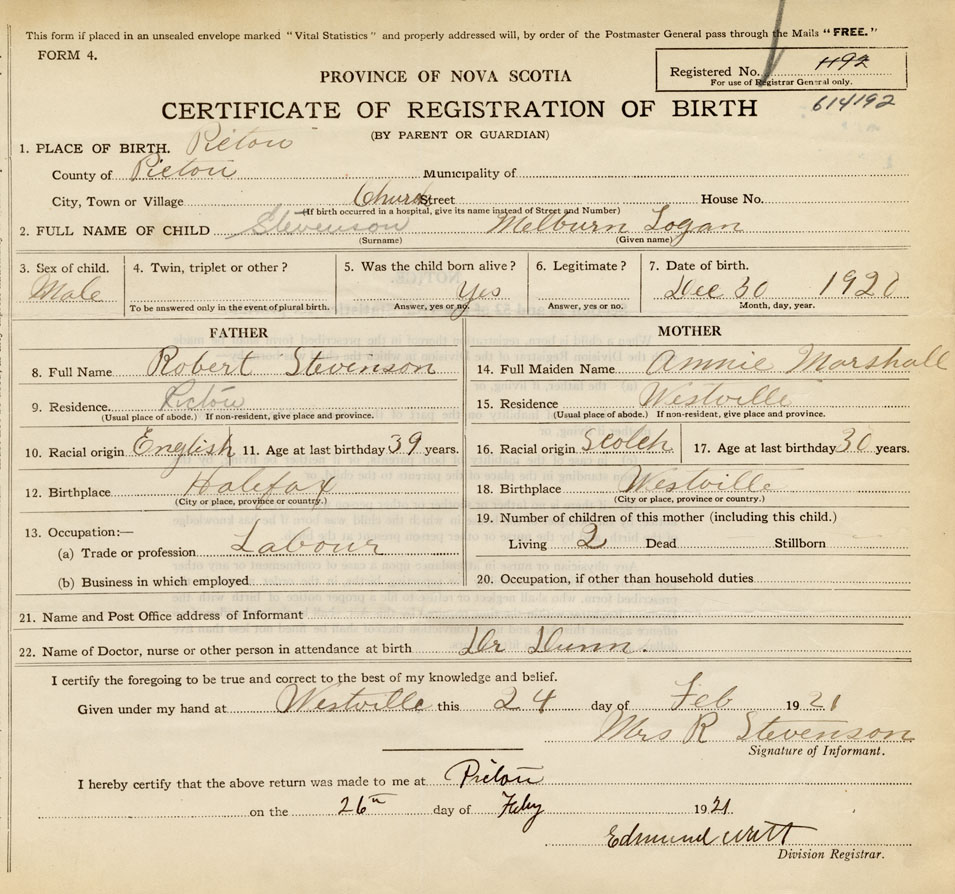 This form if placed in an unsealed envelope marked "Vital Statistics" and properly addressed will, by order of the Postmaster General pass through the Mails "FREE."
FORM 4.
Registered No. 1192
For use of Registrar General only.
614192
PROVINCE OF NOVA SCOTIA
CERTIFICATE OF REGISTRATION OF BIRTH
(BY PARENT OR GUARDIAN)
1. PLACE OF BIRTH. Pictou
County of Pictou Municipality of
City, Town or Village Church Street House No.
(If birth occurred in a hospital, give its name instead of Street and Number)
2. FULL NAME OF CHILD Stevenson Melburn Logan
(Surname) (Given name)
3. Sex of child. 4. Twin, triplet or other? 5. Was the child born alive? 6. Legitimate? 7. Date of birth.
Male Yes Dec 30 1920
To be answered only in the event of plural birth. Answer, yes or no. Answer, yes or no. Month, day, year.
FATHER
8. Full Name Robert Stevenson
9. Residence Pictou
(Usual place of abode.) If non-resident, give place and province.
10. Racial origin English 11. Age at last birthday 39 years.
12. Birthplace Halifax
(City or place, province or country.)
13. Occupation:—
(a) Trade or profession Labour
(b) Business in which employed
MOTHER
14. Full Maiden Name Amnie Marshall
15. Residence Westville
(Usual place of abode.) If non-resident, give place and province.
16. Racial origin Scotch 17. Age at last birthday 30 years.
18. Birthplace Westville
(City or place, province or country.)
19. Number of children of this mother (including this child.)
Living 2 Dead Stillborn
20. Occupation, if other than household duties
21. Name and Post Office address of Informant
22. Name of Doctor, nurse or other person in attendance at birth Dr Dunn.
I certify the foregoing to be true and correct to the best of my knowledge and belief.
Given under my hand at Westville this 24 day of Feb 1921
Mrs R Stevenson
Signature of Informant.
I hereby certify that the above return was made to me at Pictou
on the 26th day of Feby 1921
Edmund Watt
Division Registrar.